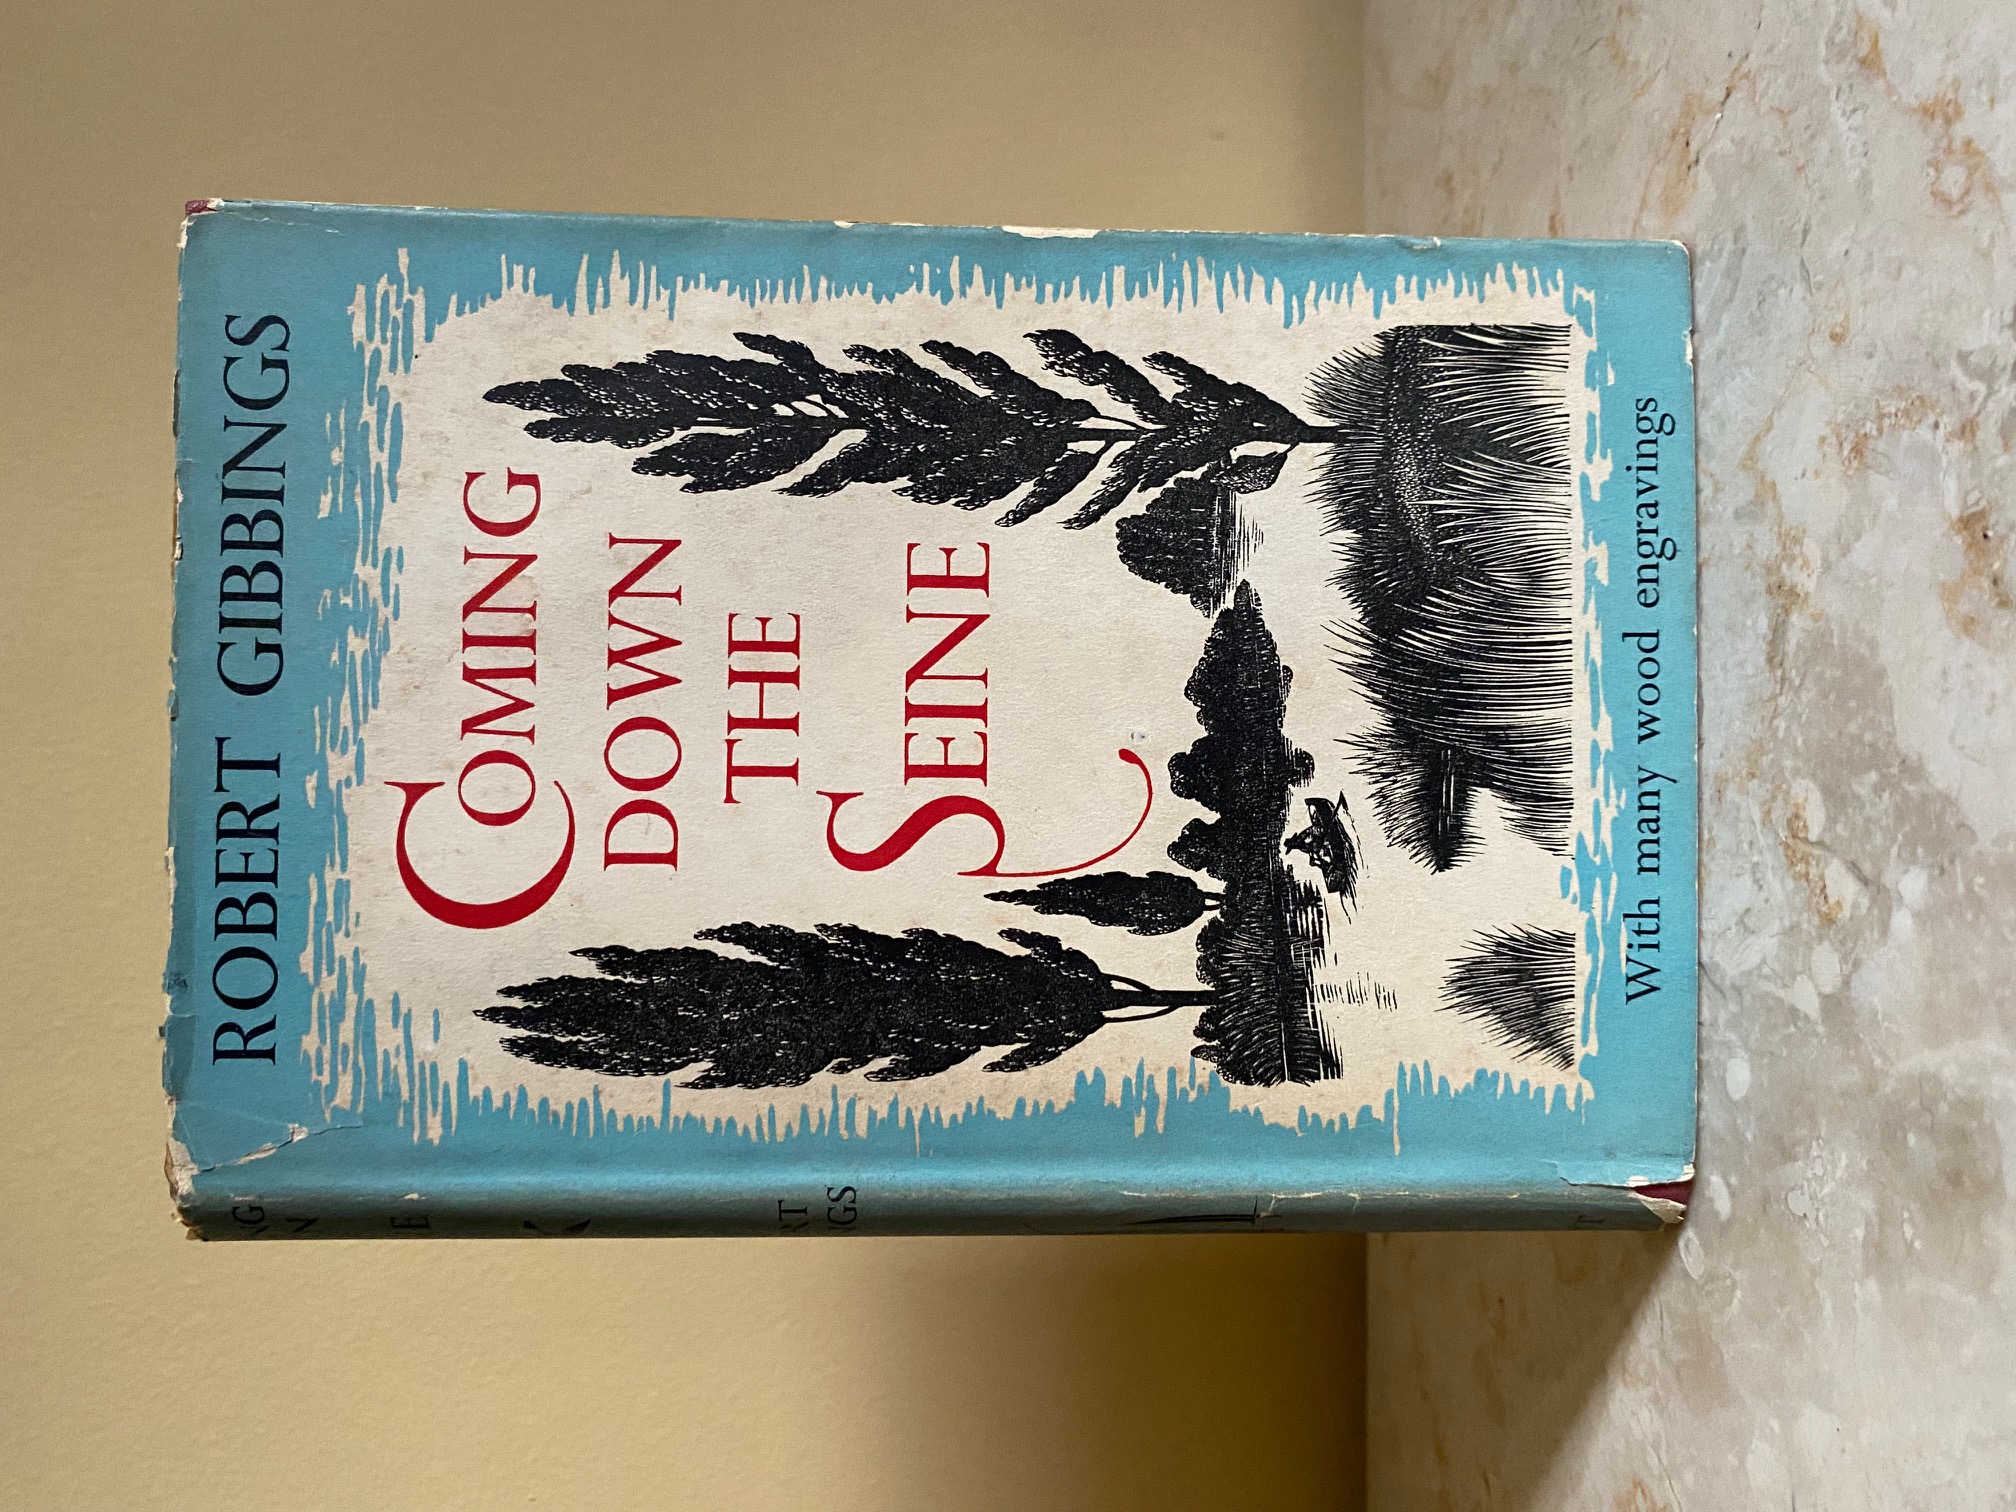 ROBERT GIBBINGS
COMING
DOWN
THE
SEINE
With many wood engravings